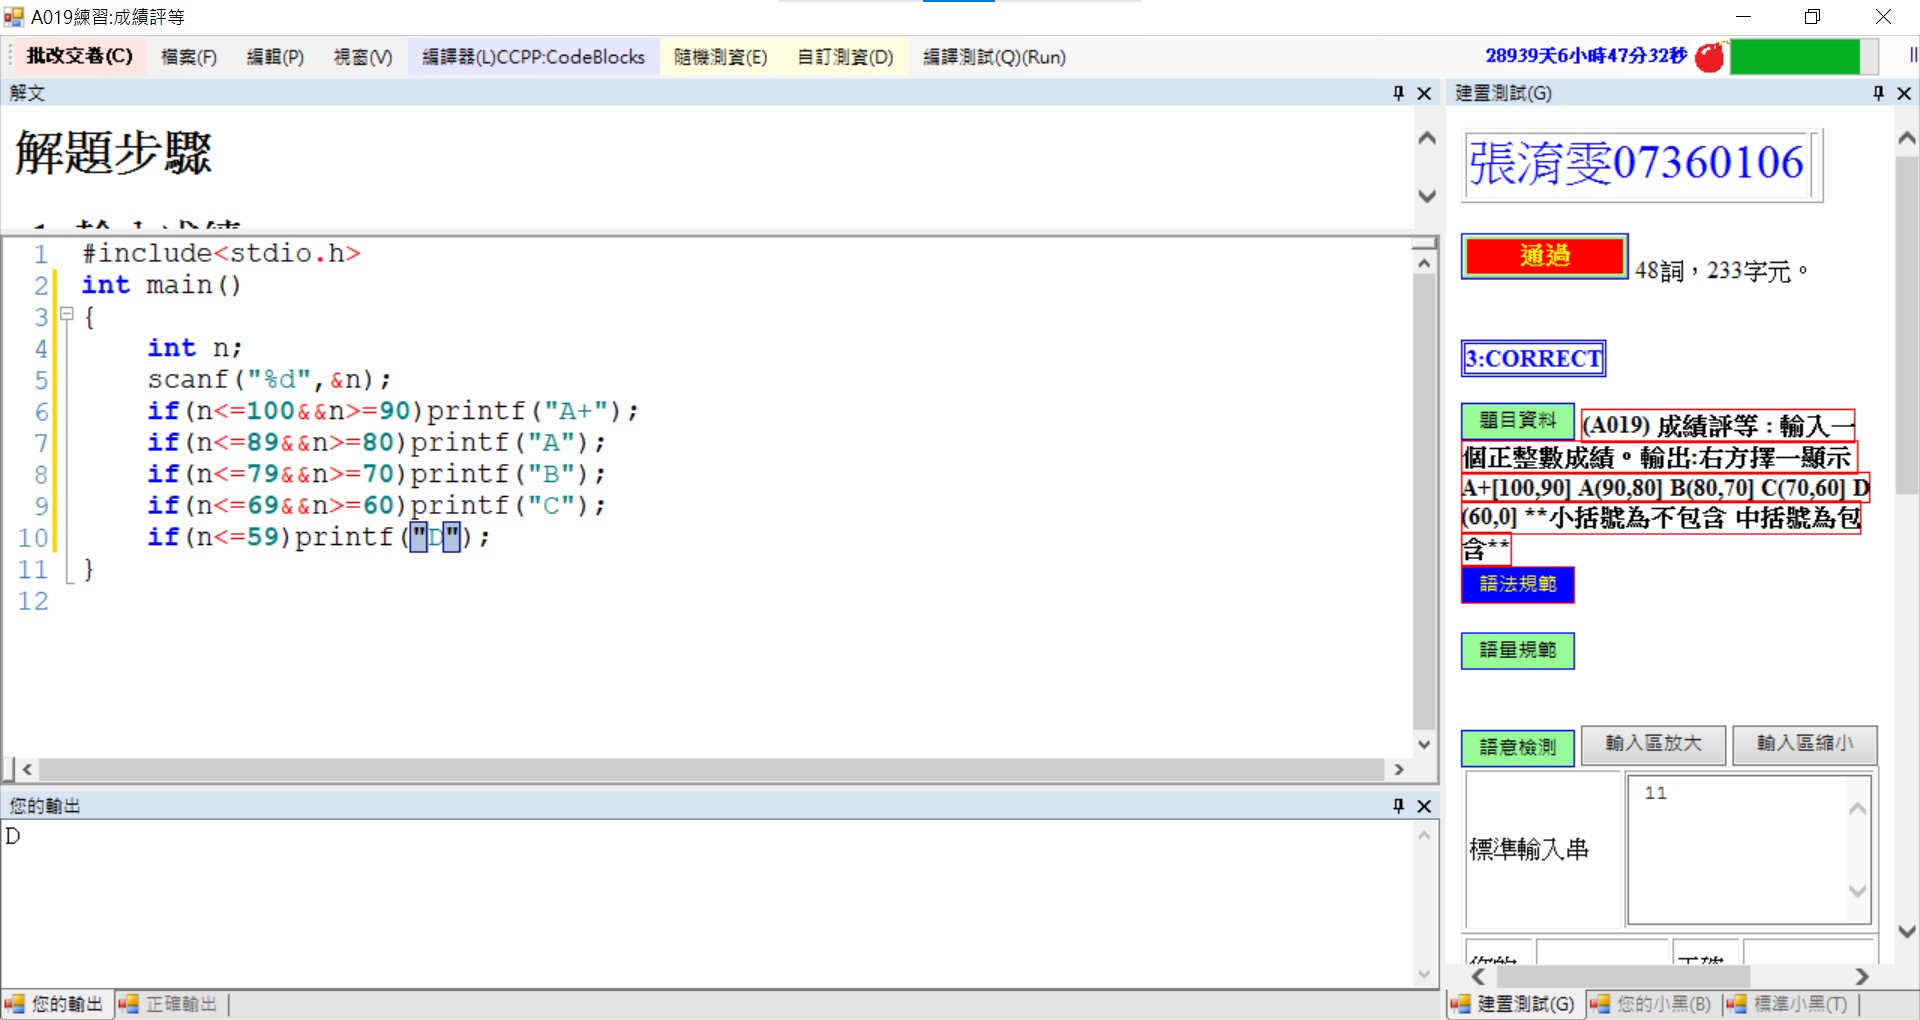 A019練習:成績評等
批改交卷(C) 檔案(F) 編輯(P) 視窗(V) 編譯器(L)CCPP:CodeBlocks 隨機測資(E) 自訂測資(D) 編譯測試(Q)(Run) 28939天6小時47分32秒
解文
解題步驟
1 #include<stdio.h>
2 int main()
3 {
4 int n;
5 scanf("%d",&n);
6 if(n<=100&&n>=90)printf("A+");
7 if(n<=89&&n>=80)printf("A");
8 if(n<=79&&n>=70)printf("B");
9 if(n<=69&&n>=60)printf("C");
10 if(n<=59)printf("D");
11 }
12
您的輸出
D
您的輸出 正確輸出
建置測試(G)
張淯雯07360106
通過 48詞，233字元。
3:CORRECT
題目資料 (A019) 成績評等：輸入一
個正整數成績。輸出:右方擇一顯示
A+[100,90] A(90,80] B(80,70] C(70,60] D
(60,0] **小括號為不包含 中括號為包
含**
語法規範
語量規範
語意檢測 輸入區放大 輸入區縮小
標準輸入串 11
建置測試(G) 您的小黑(B) 標準小黑(T)